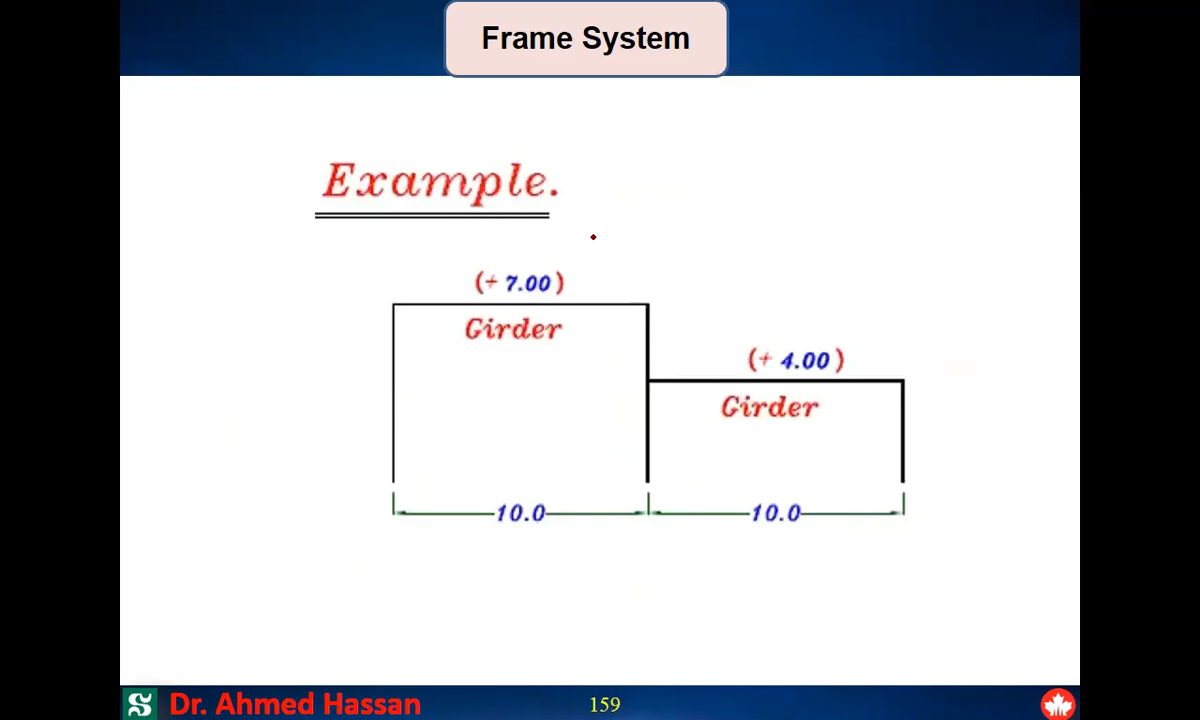 Frame System
Example.
(+ 7.00 )
Girder
(+ 4.00 )
Girder
10.0
10.0
Dr. Ahmed Hassan
159